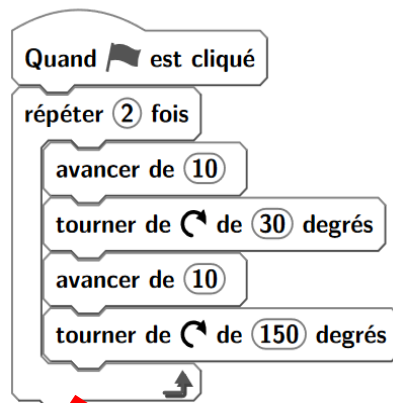 Quand est cliqué
répéter 2 fois
avancer de 10
tourner de de 30 degrés
avancer de 10
tourner de de 150 degrés